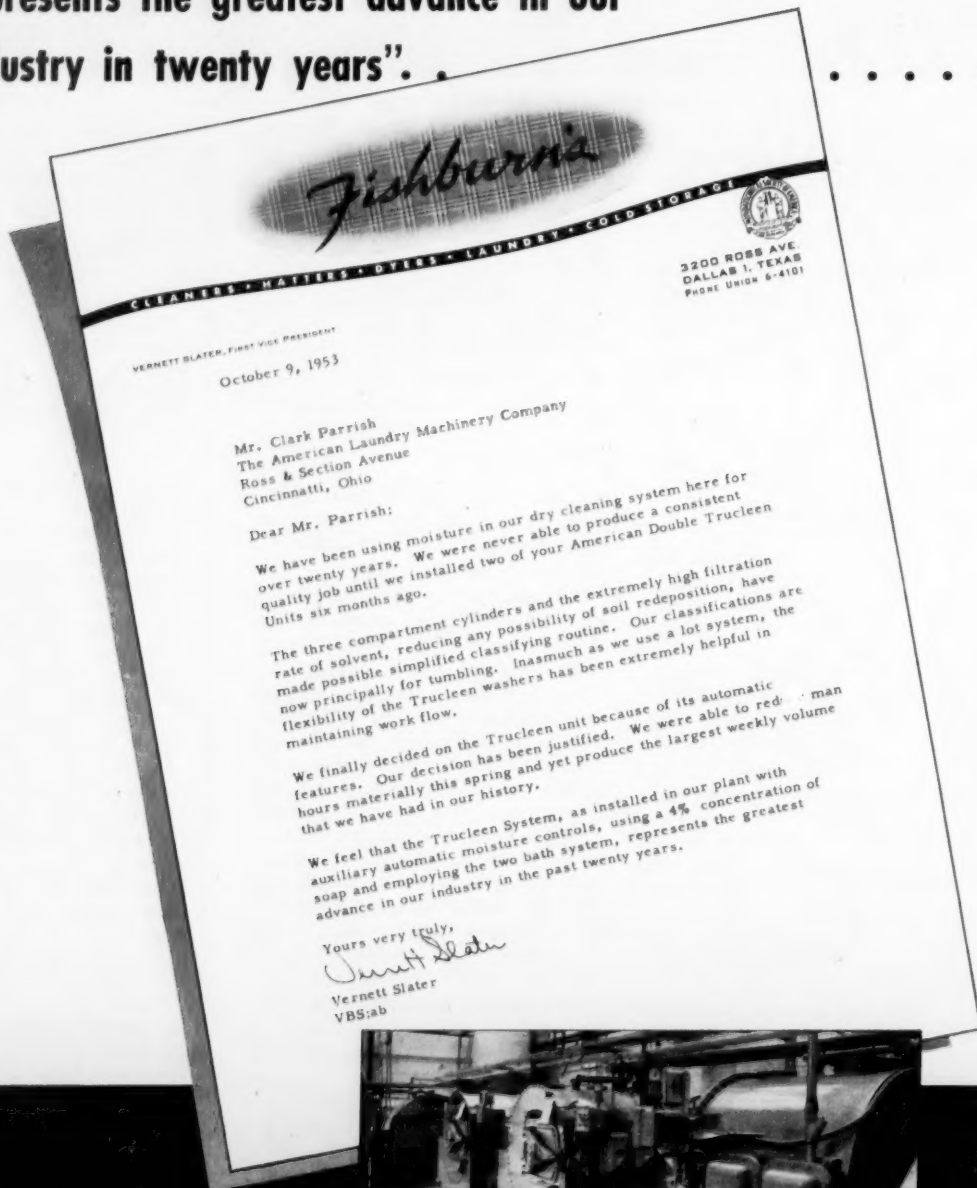 presents the greatest advance in our
ustry in twenty years". . . . . .
Fishburn's
CLEANERS • HATTERS • DYERS • LAUNDRY • COLD STORAGE
3200 ROSS AVE.
DALLAS 1, TEXAS
PHONE UNION 6-4101
VERNETT SLATER, FIRST VICE PRESIDENT
October 9, 1953
Mr. Clark Parrish
The American Laundry Machinery Company
Ross & Section Avenue
Cincinnatti, Ohio
Dear Mr. Parrish:
We have been using moisture in our dry cleaning system here for
over twenty years. We were never able to produce a consistent
quality job until we installed two of your American Double Trucleen
Units six months ago.
The three compartment cylinders and the extremely high filtration
rate of solvent, reducing any possibility of soil redeposition, have
made possible simplified classifying routine. Our classifications are
now principally for tumbling. Inasmuch as we use a lot system, the
flexibility of the Trucleen washers has been extremely helpful in
maintaining work flow.
We finally decided on the Trucleen unit because of its automatic
features. Our decision has been justified. We were able to man
hours materially this spring and yet produce the largest weekly volume
that we have had in our history.
We feel that the Trucleen System, as installed in our plant with
auxiliary automatic moisture controls, using a 4% concentration of
soap and employing the two bath system, represents the greatest
advance in our industry in the past twenty years.
Yours very truly,
Vernett Slater
Vernett Slater
VBS:ab